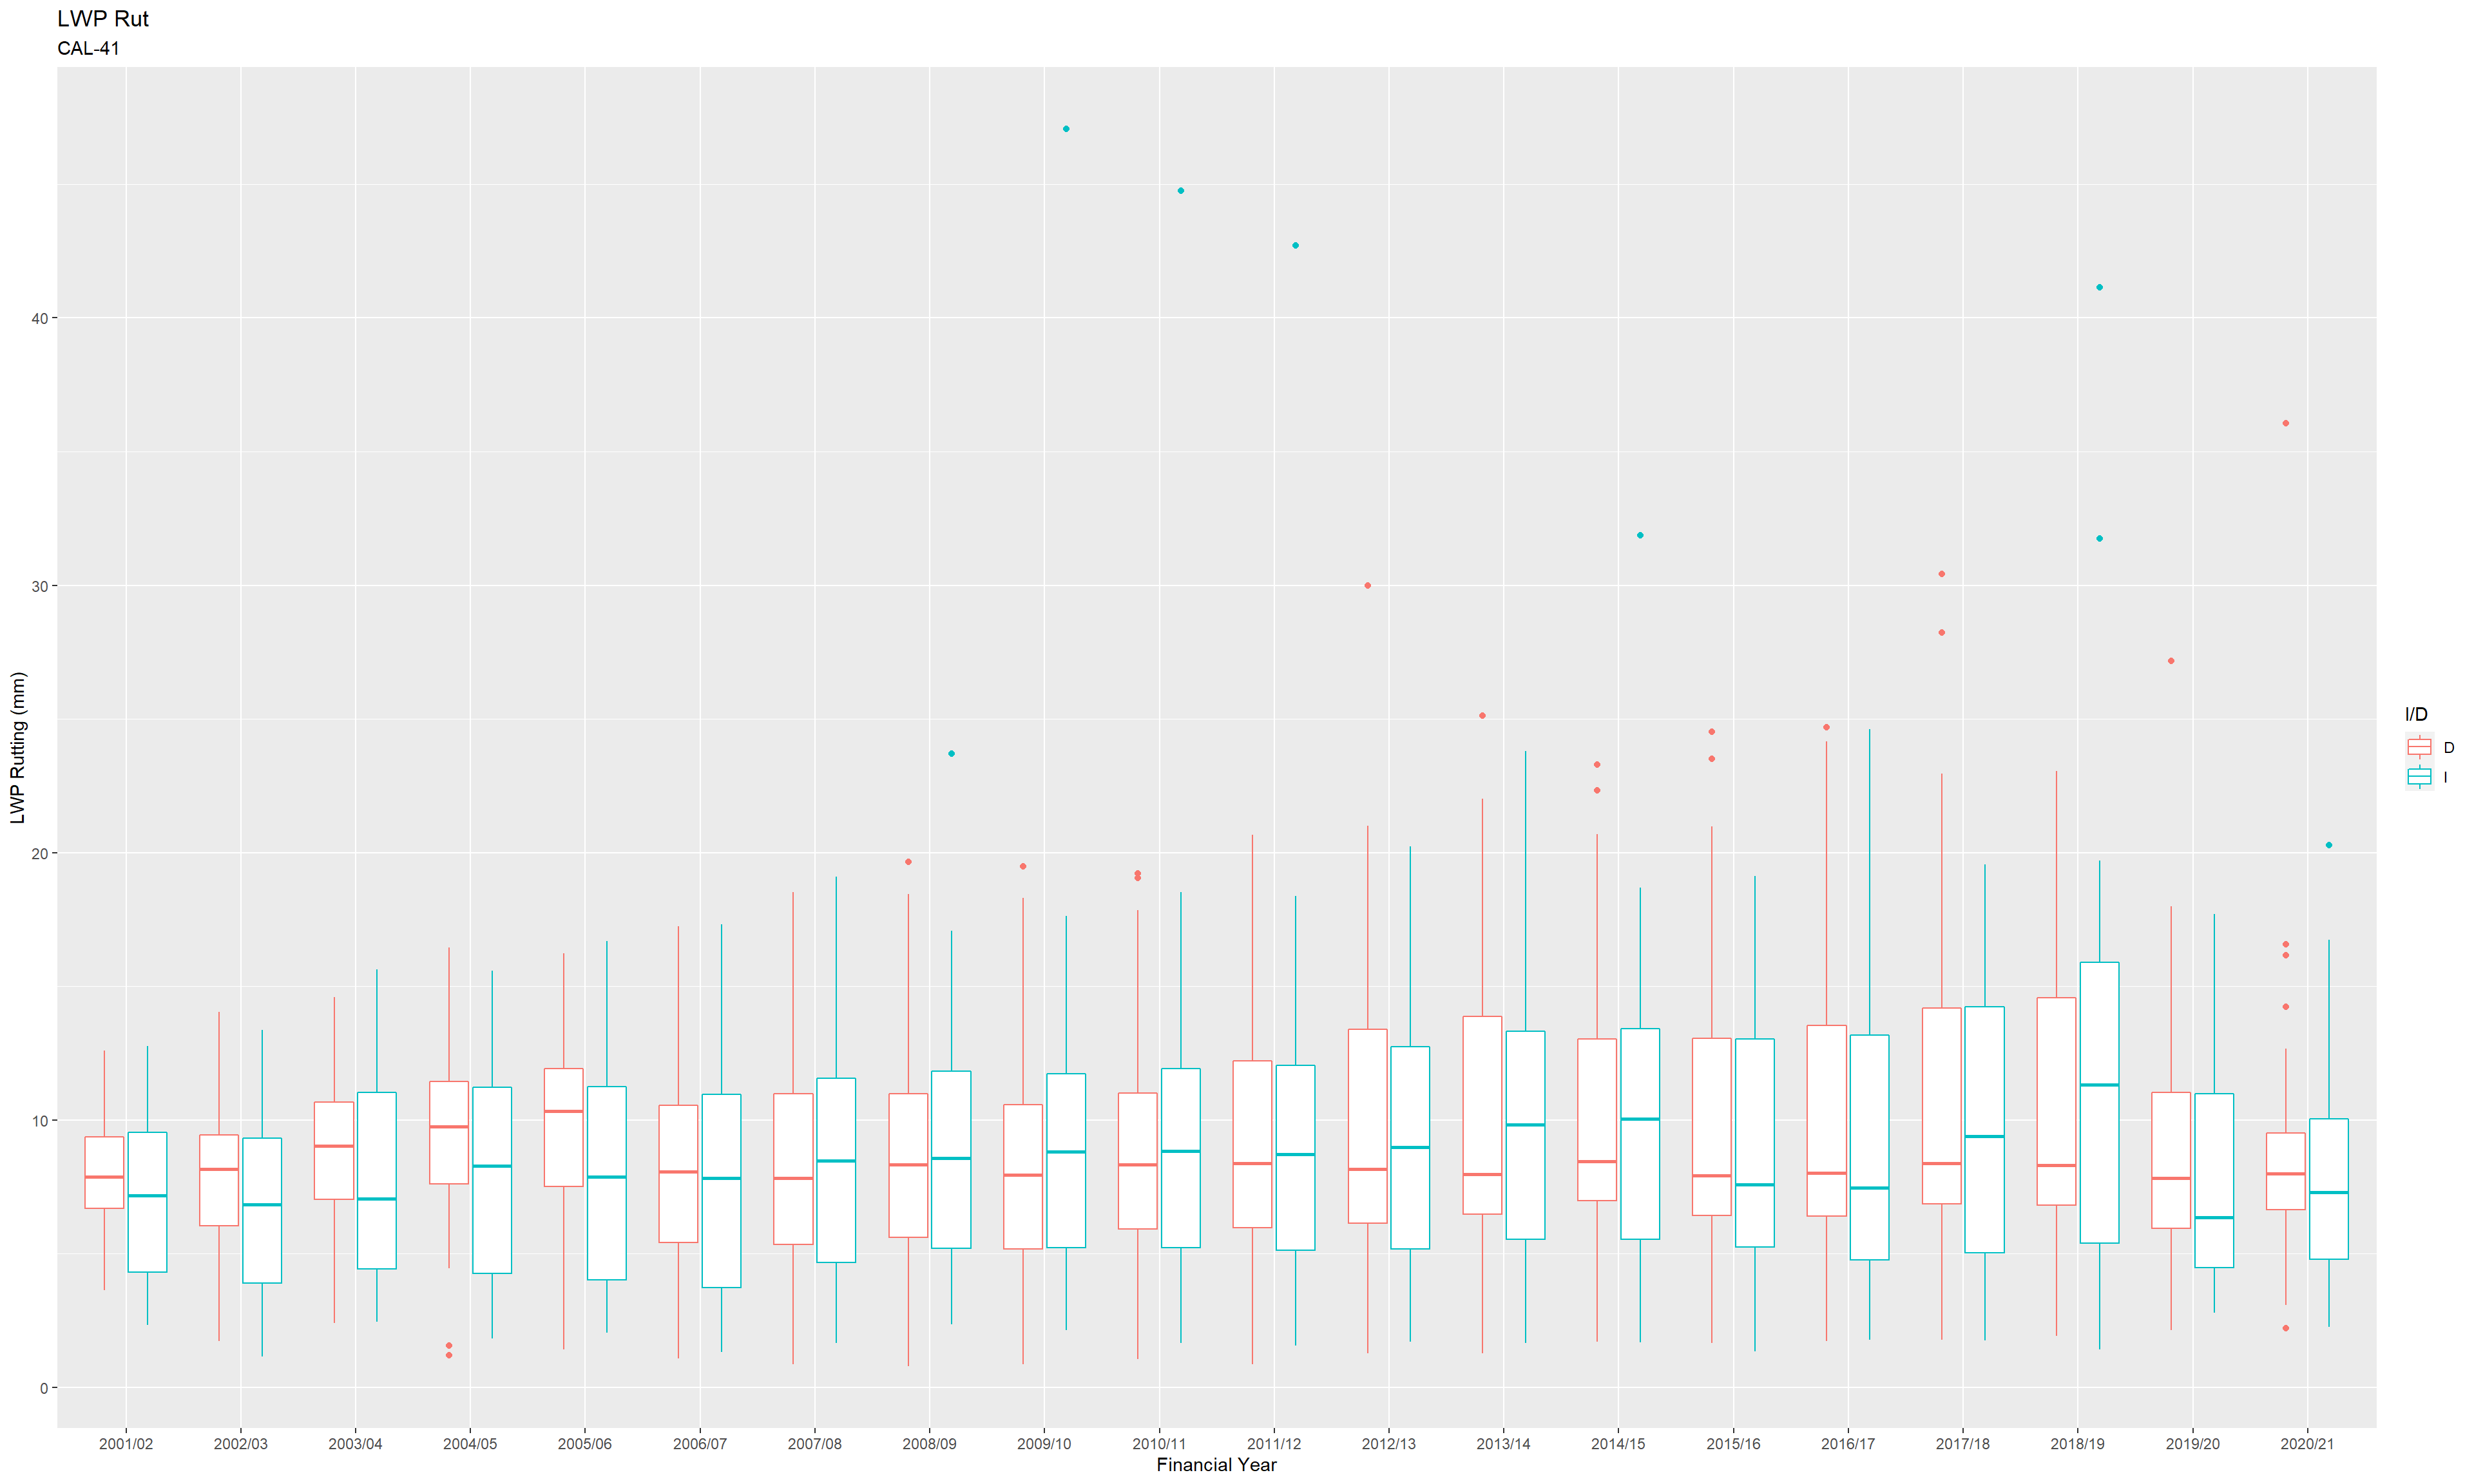 LWP Rut
CAL-41
LWP Rutting (mm)
40
30
20
10
0
2001/02 2002/03 2003/04 2004/05 2005/06 2006/07 2007/08 2008/09 2009/10 2010/11 2011/12 2012/13 2013/14 2014/15 2015/16 2016/17 2017/18 2018/19 2019/20 2020/21
Financial Year
I/D
D
I